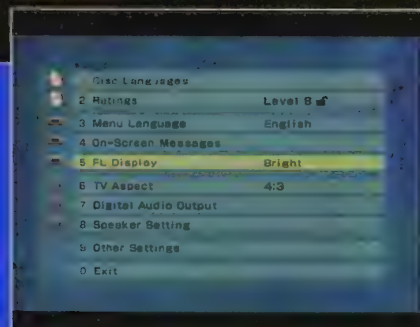 Disc Languages
2 Ratings Level 8
3 Menu Language English
4 On-Screen Messages
5 FL Display Bright
6 TV Aspect 4:3
7 Digital Audio Output
8 Speaker Setting
9 Other Settings
0 Exit